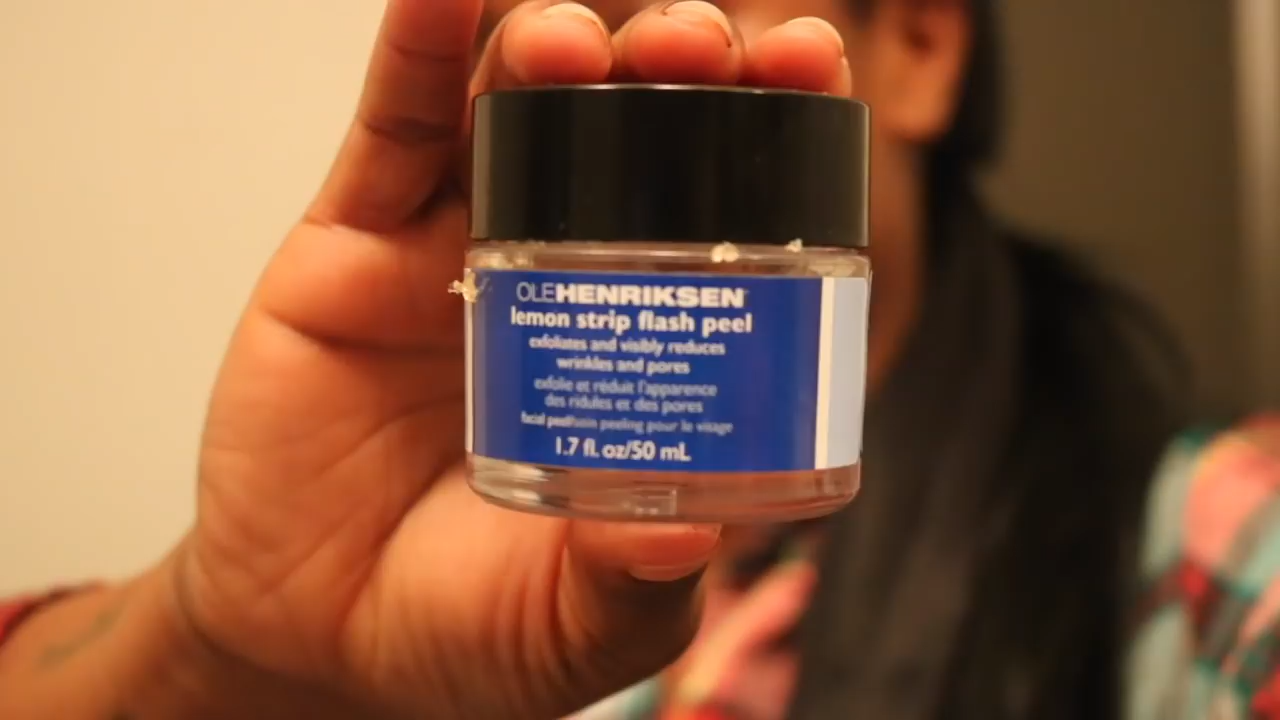 OLEHENRIKSEN
lemon strip flash peel
exfoliates and visibly reduces
wrinkles and pores
exfolie et réduit l'apparence
des ridules et des pores
facial peel/soin peeling pour le visage
1.7 fl. oz/50 mL